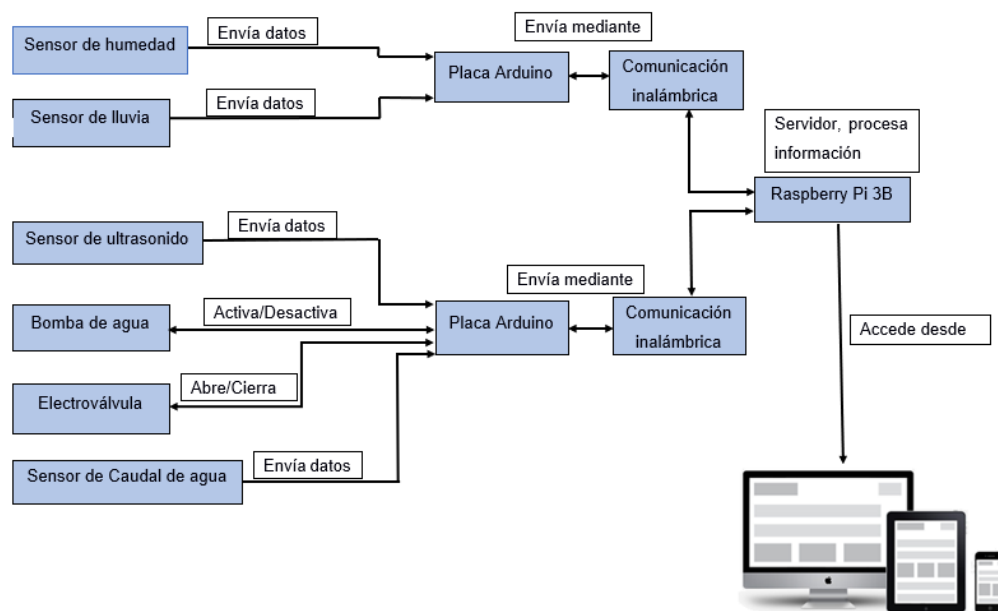 Sensor de humedad
Envía datos
Envía mediante
Placa Arduino
Comunicación
inalámbrica
Sensor de lluvia
Envía datos
Servidor, procesa
información
Raspberry Pi 3B
Sensor de ultrasonido
Envía datos
Envía mediante
Bomba de agua
Activa/Desactiva
Placa Arduino
Comunicación
inalámbrica
Accede desde
Electroválvula
Abre/Cierra
Sensor de Caudal de agua
Envía datos